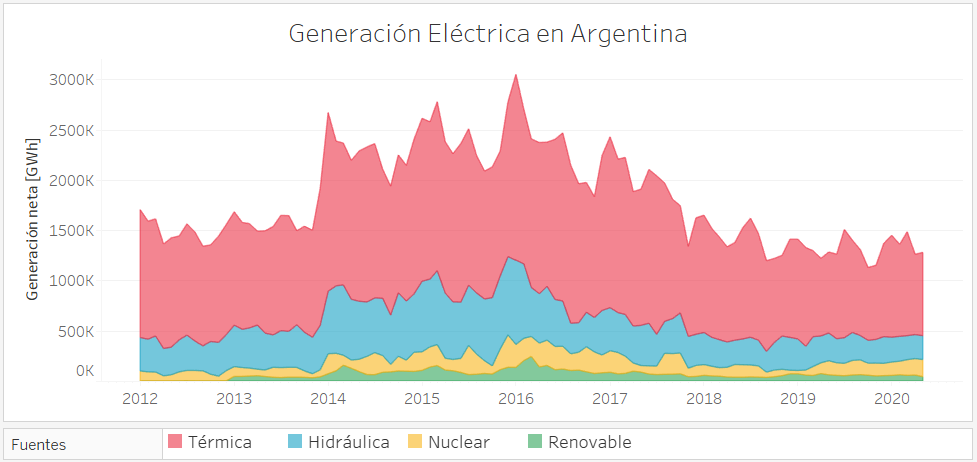 Generación Eléctrica en Argentina
Generación neta [GWh]
3000K
2500K
2000K
1500K
1000K
500K
0K
2012 2013 2014 2015 2016 2017 2018 2019 2020
Fuentes Térmica Hidráulica Nuclear Renovable